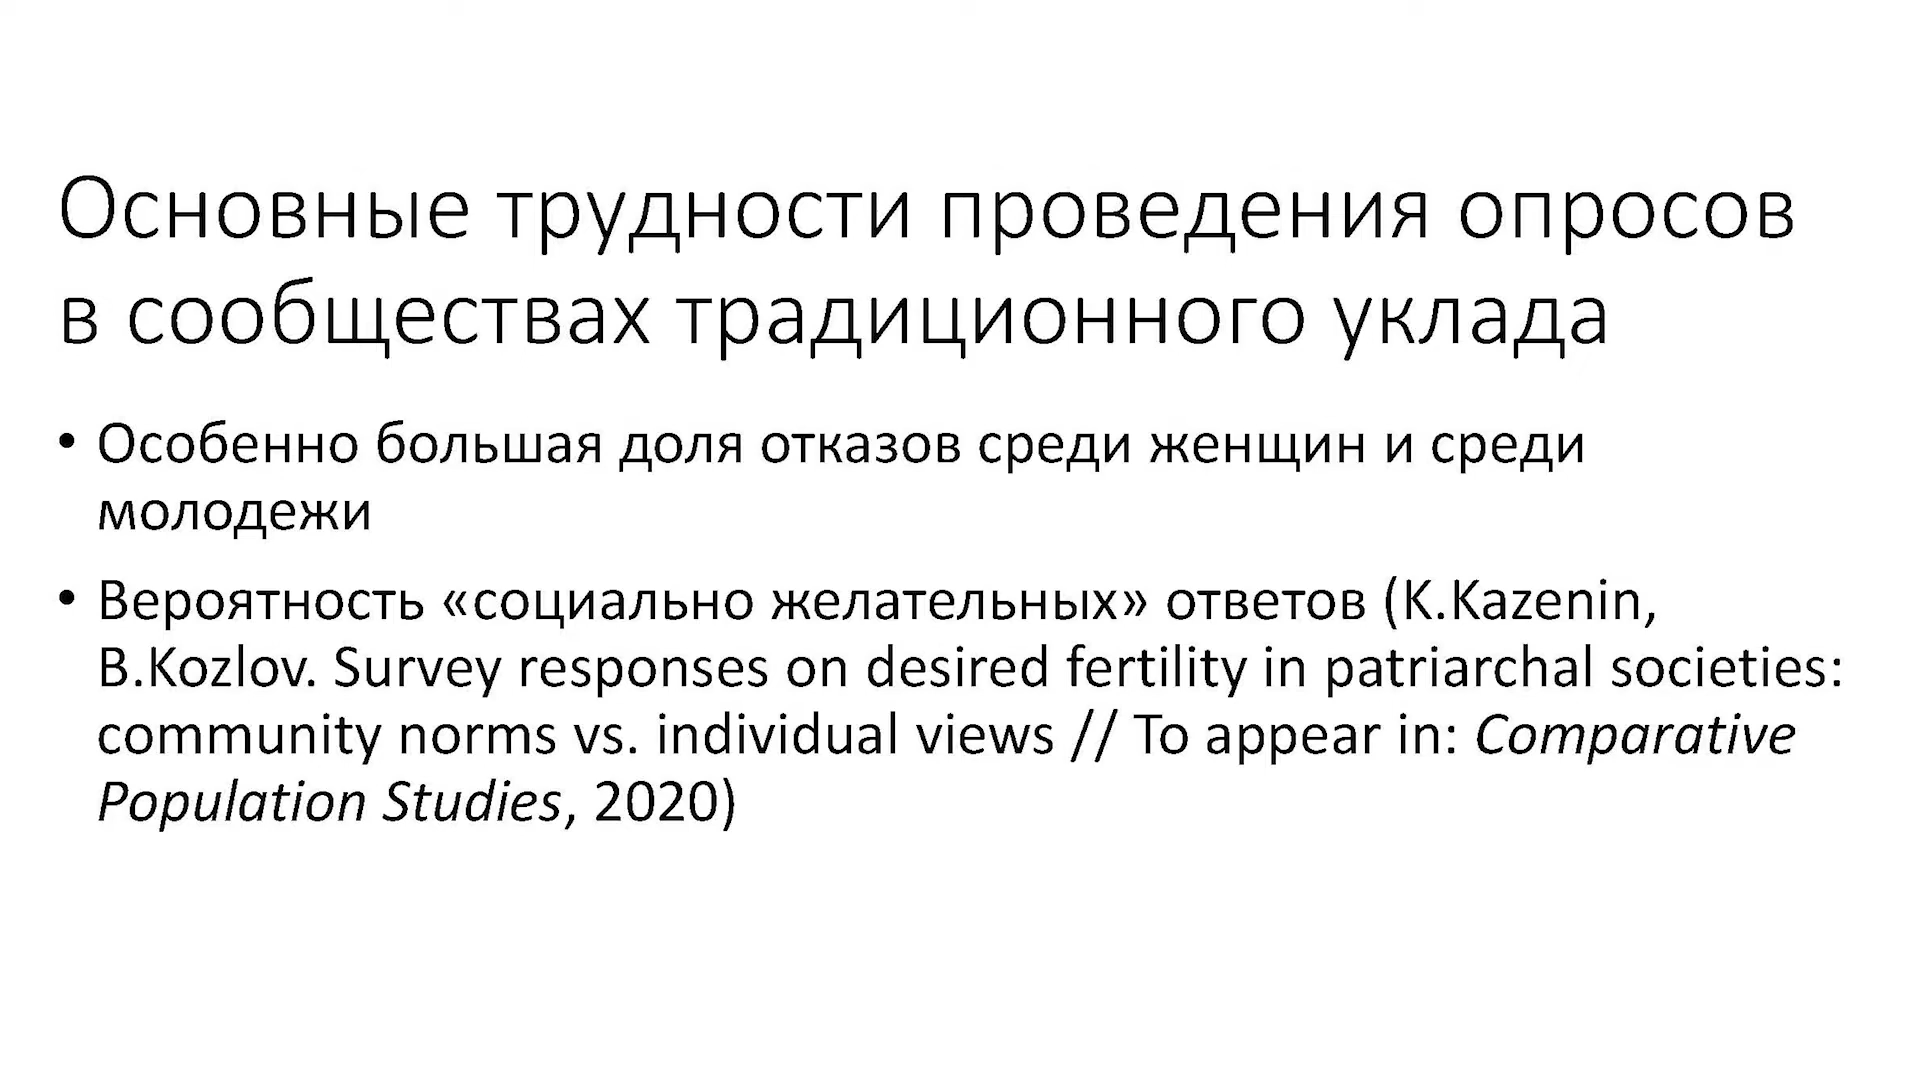 Основные трудности проведения опросов
в сообществах традиционного уклада
• Особенно большая доля отказов среди женщин и среди
молодежи
• Вероятность «социально желательных» ответов (K.Kazenin,
B.Kozlov. Survey responses on desired fertility in patriarchal societies:
community norms vs. individual views // To appear in: Comparative
Population Studies, 2020)